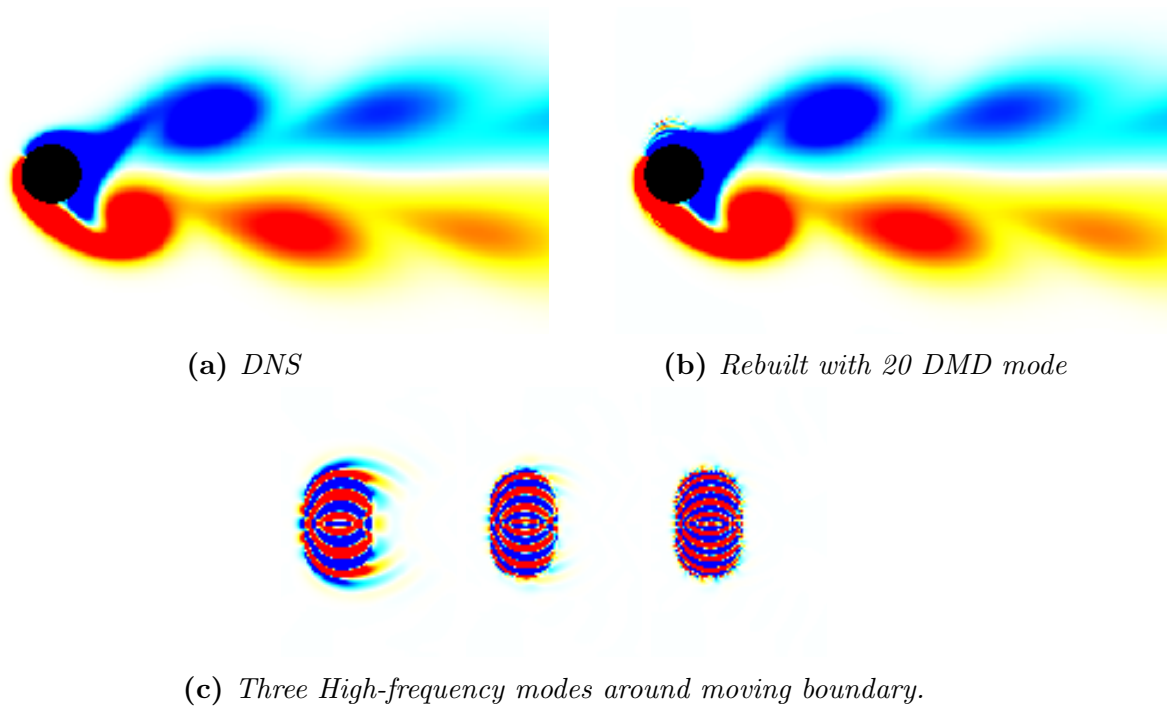 (a) DNS
(b) Rebuilt with 20 DMD mode
(c) Three High-frequency modes around moving boundary.